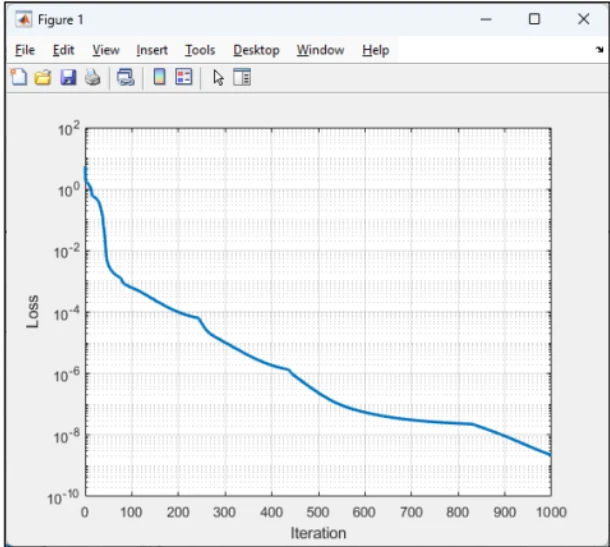 Figure 1
File Edit View Insert Tools Desktop Window Help
10^2
10^0
10^-2
10^-4
10^-6
10^-8
10^-10
Loss
0 100 200 300 400 500 600 700 800 900 1000
Iteration